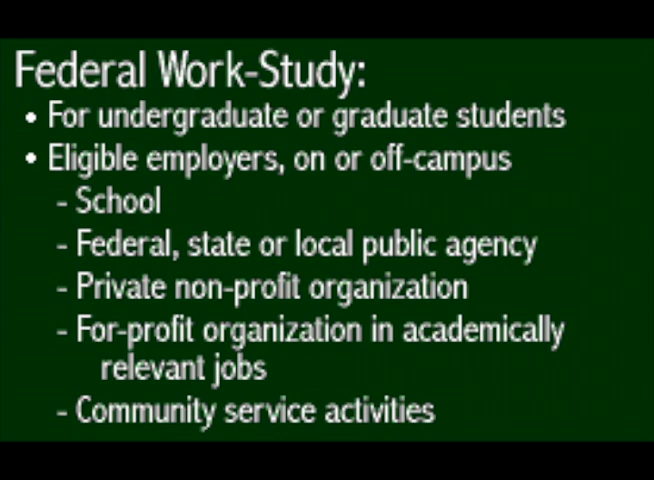 Federal Work-Study:
• For undergraduate or graduate students
• Eligible employers, on or off-campus
- School
- Federal, state or local public agency
- Private non-profit organization
- For-profit organization in academically
relevant jobs
- Community service activities